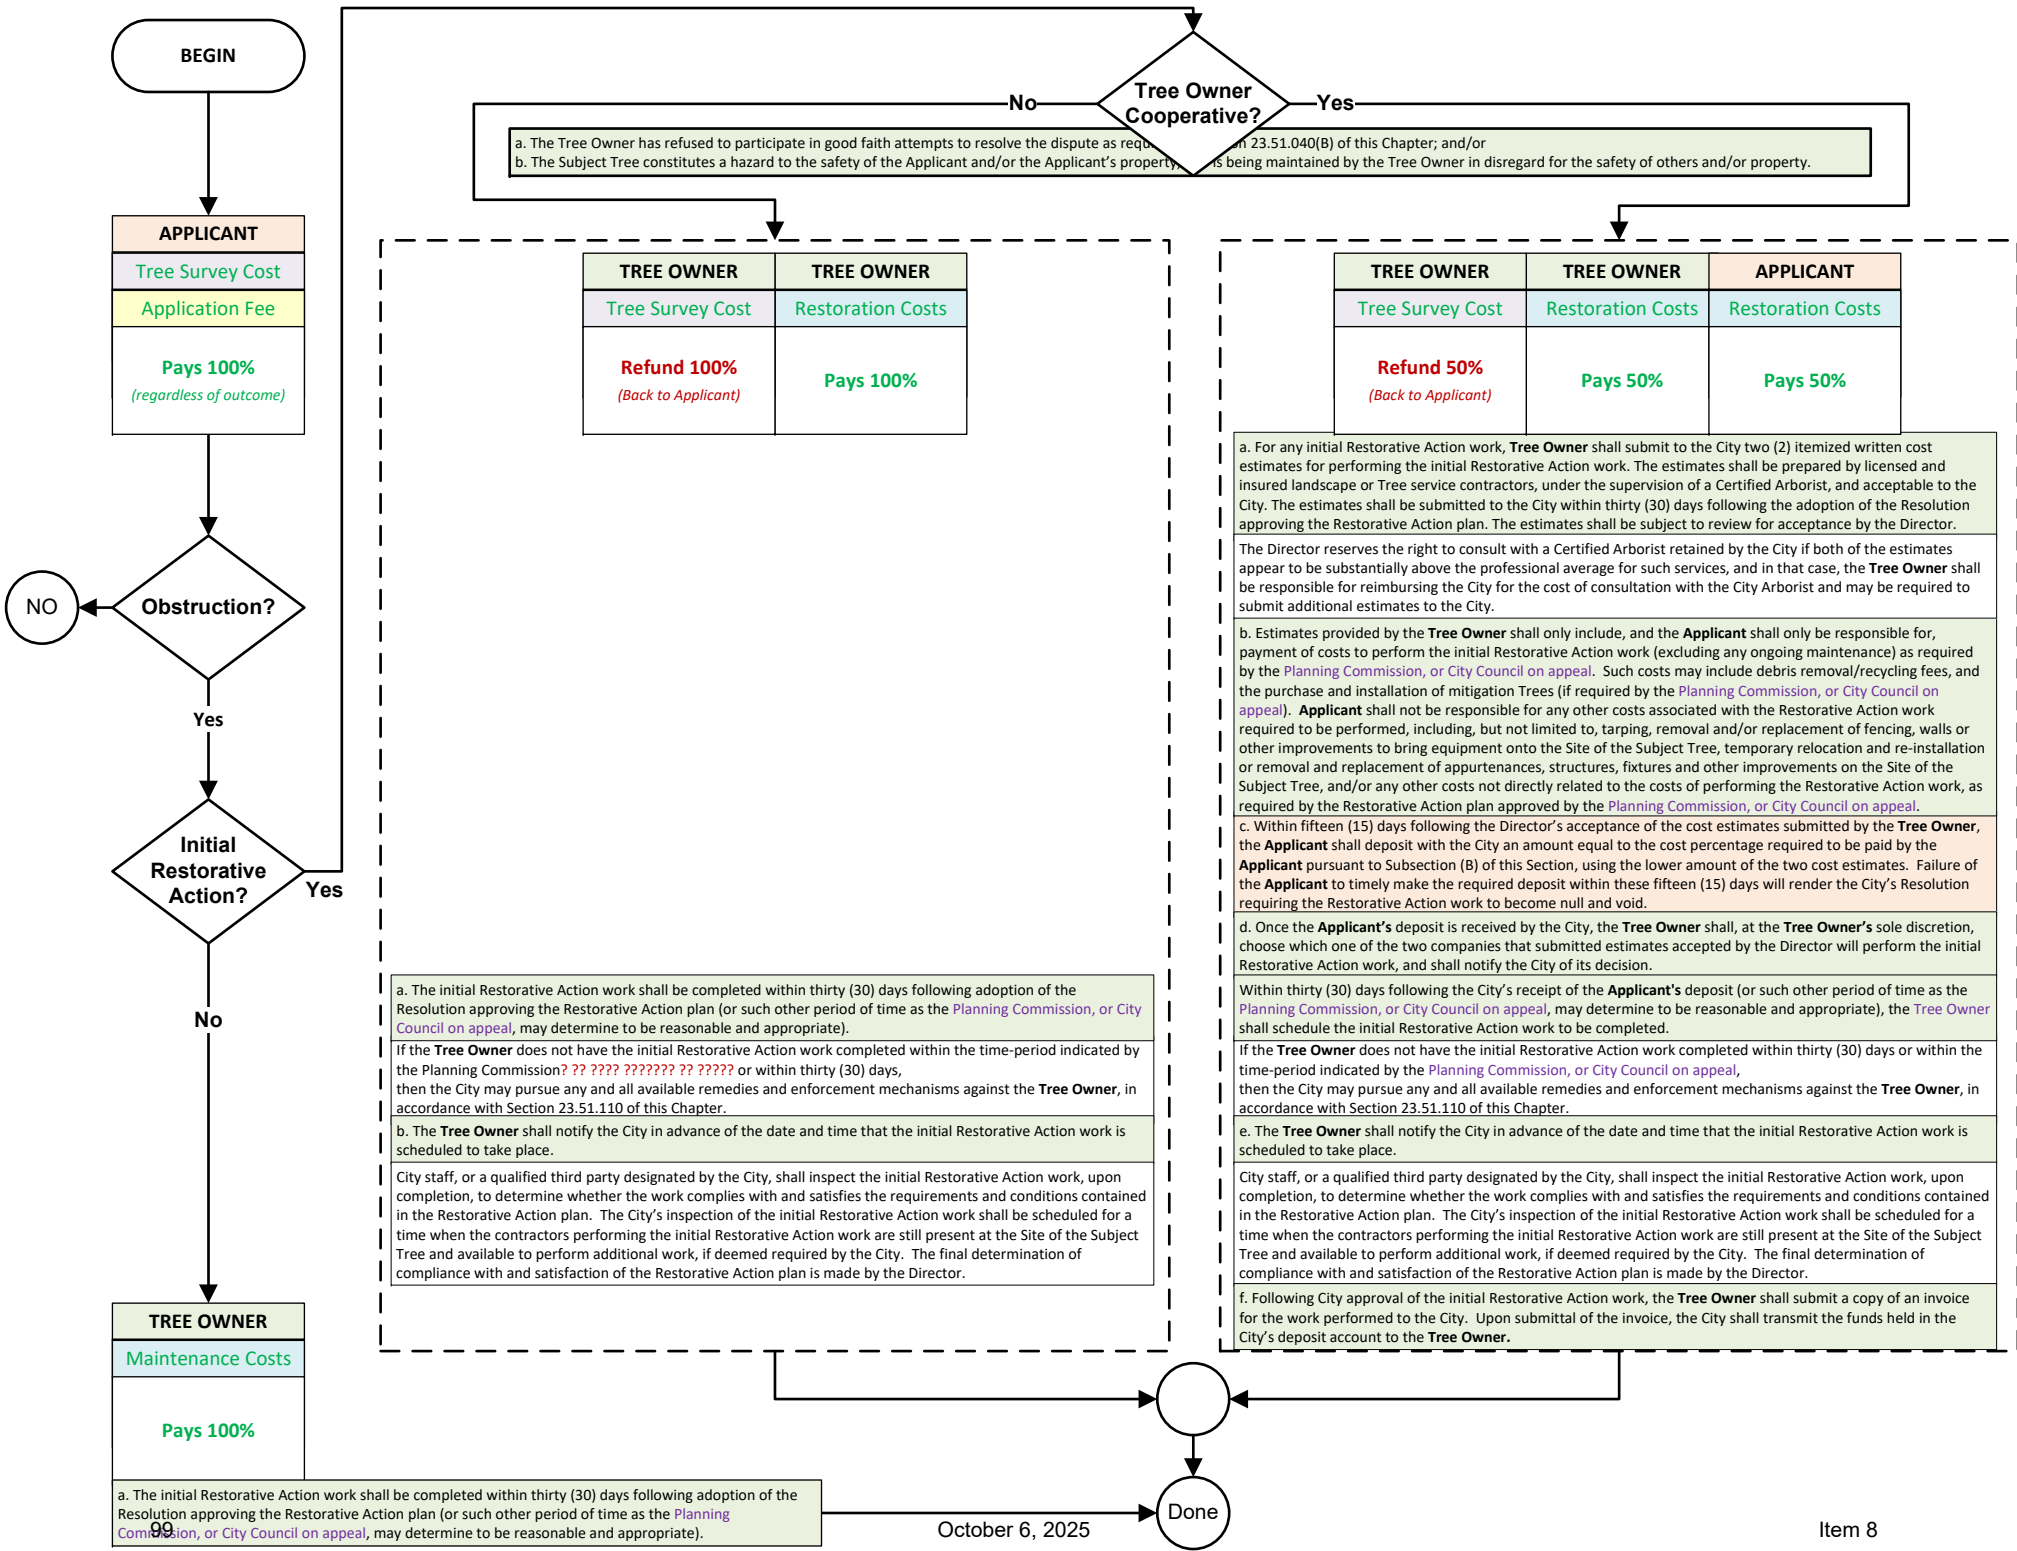 BEGIN
APPLICANT
Tree Survey Cost
Application Fee
Pays 100%
(regardless of outcome)
Obstruction?
NO
Yes
Initial
Restorative
Action?
Yes
No
TREE OWNER
Maintenance Costs
Pays 100%
a. The initial Restorative Action work shall be completed within thirty (30) days following adoption of the
Resolution approving the Restorative Action plan (or such other period of time as the Planning
Commission, or City Council on appeal, may determine to be reasonable and appropriate).
Tree Owner
Cooperative?
No
Yes
a. The Tree Owner has refused to participate in good faith attempts to resolve the dispute as requ 23.51.040(B) of this Chapter; and/or
b. The Subject Tree constitutes a hazard to the safety of the Applicant and/or the Applicant's property, is being maintained by the Tree Owner in disregard for the safety of others and/or property.
TREE OWNER TREE OWNER
Tree Survey Cost Restoration Costs
Refund 100%
(Back to Applicant)
Pays 100%
a. The initial Restorative Action work shall be completed within thirty (30) days following adoption of the
Resolution approving the Restorative Action plan (or such other period of time as the Planning Commission, or City
Council on appeal, may determine to be reasonable and appropriate).
If the Tree Owner does not have the initial Restorative Action work completed within the time-period indicated by
the Planning Commission? ?? ???? ??????? ?? ????? or within thirty (30) days,
then the City may pursue any and all available remedies and enforcement mechanisms against the Tree Owner, in
accordance with Section 23.51.110 of this Chapter.
b. The Tree Owner shall notify the City in advance of the date and time that the initial Restorative Action work is
scheduled to take place.
City staff, or a qualified third party designated by the City, shall inspect the initial Restorative Action work, upon
completion, to determine whether the work complies with and satisfies the requirements and conditions contained
in the Restorative Action plan. The City's inspection of the initial Restorative Action work shall be scheduled for a
time when the contractors performing the initial Restorative Action work are still present at the Site of the Subject
Tree and available to perform additional work, if deemed required by the City. The final determination of
compliance with and satisfaction of the Restorative Action plan is made by the Director.
TREE OWNER TREE OWNER APPLICANT
Tree Survey Cost Restoration Costs Restoration Costs
Refund 50%
(Back to Applicant)
Pays 50%
Pays 50%
a. For any initial Restorative Action work, Tree Owner shall submit to the City two (2) itemized written cost
estimates for performing the initial Restorative Action work. The estimates shall be prepared by licensed and
insured landscape or Tree service contractors, under the supervision of a Certified Arborist, and acceptable to the
City. The estimates shall be submitted to the City within thirty (30) days following the adoption of the Resolution
approving the Restorative Action plan. The estimates shall be subject to review for acceptance by the Director.
The Director reserves the right to consult with a Certified Arborist retained by the City if both of the estimates
appear to be substantially above the professional average for such services, and in that case, the Tree Owner shall
be responsible for reimbursing the City for the cost of consultation with the City Arborist and may be required to
submit additional estimates to the City.
b. Estimates provided by the Tree Owner shall only include, and the Applicant shall only be responsible for,
payment of costs to perform the initial Restorative Action work (excluding any ongoing maintenance) as required
by the Planning Commission, or City Council on appeal. Such costs may include debris removal/recycling fees, and
the purchase and installation of mitigation Trees (if required by the Planning Commission, or City Council on
appeal). Applicant shall not be responsible for any other costs associated with the Restorative Action work
required to be performed, including, but not limited to, tarping, removal and/or replacement of fencing, walls or
other improvements to bring equipment onto the Site of the Subject Tree, temporary relocation and re-installation
or removal and replacement of appurtenances, structures, fixtures and other improvements on the Site of the
Subject Tree, and/or any other costs not directly related to the costs of performing the Restorative Action work, as
required by the Restorative Action plan approved by the Planning Commission, or City Council on appeal.
c. Within fifteen (15) days following the Director's acceptance of the cost estimates submitted by the Tree Owner,
the Applicant shall deposit with the City an amount equal to the cost percentage required to be paid by the
Applicant pursuant to Subsection (B) of this Section, using the lower amount of the two cost estimates. Failure of
the Applicant to timely make the required deposit within these fifteen (15) days will render the City's Resolution
requiring the Restorative Action work to become null and void.
d. Once the Applicant's deposit is received by the City, the Tree Owner shall, at the Tree Owner's sole discretion,
choose which one of the two companies that submitted estimates accepted by the Director will perform the initial
Restorative Action work, and shall notify the City of its decision.
Within thirty (30) days following the City's receipt of the Applicant's deposit (or such other period of time as the
Planning Commission, or City Council on appeal, may determine to be reasonable and appropriate), the Tree Owner
shall schedule the initial Restorative Action work to be completed.
If the Tree Owner does not have the initial Restorative Action work completed within thirty (30) days or within the
time-period indicated by the Planning Commission, or City Council on appeal,
then the City may pursue any and all available remedies and enforcement mechanisms against the Tree Owner, in
accordance with Section 23.51.110 of this Chapter.
e. The Tree Owner shall notify the City in advance of the date and time that the initial Restorative Action work is
scheduled to take place.
City staff, or a qualified third party designated by the City, shall inspect the initial Restorative Action work, upon
completion, to determine whether the work complies with and satisfies the requirements and conditions contained
in the Restorative Action plan. The City's inspection of the initial Restorative Action work shall be scheduled for a
time when the contractors performing the initial Restorative Action work are still present at the Site of the Subject
Tree and available to perform additional work, if deemed required by the City. The final determination of
compliance with and satisfaction of the Restorative Action plan is made by the Director.
f. Following City approval of the initial Restorative Action work, the Tree Owner shall submit a copy of an invoice
for the work performed to the City. Upon submittal of the invoice, the City shall transmit the funds held in the
City's deposit account to the Tree Owner.
Done
99
October 6, 2025
Item 8